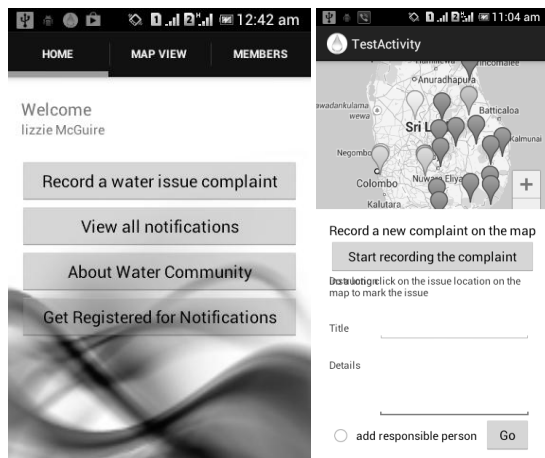 12:42 am
HOME MAP VIEW MEMBERS
Welcome
lizzie McGuire
Record a water issue complaint
View all notifications
About Water Community
Get Registered for Notifications
11:04 am
TestActivity
Anuradhapura
Batticaloa
Sri L
Kalmunai
Negombo
Nuwara Eliya
Colombo
Kalutara
+
Record a new complaint on the map
Start recording the complaint
click on the issue location on the
map to mark the issue
Title
Details
add responsible person Go